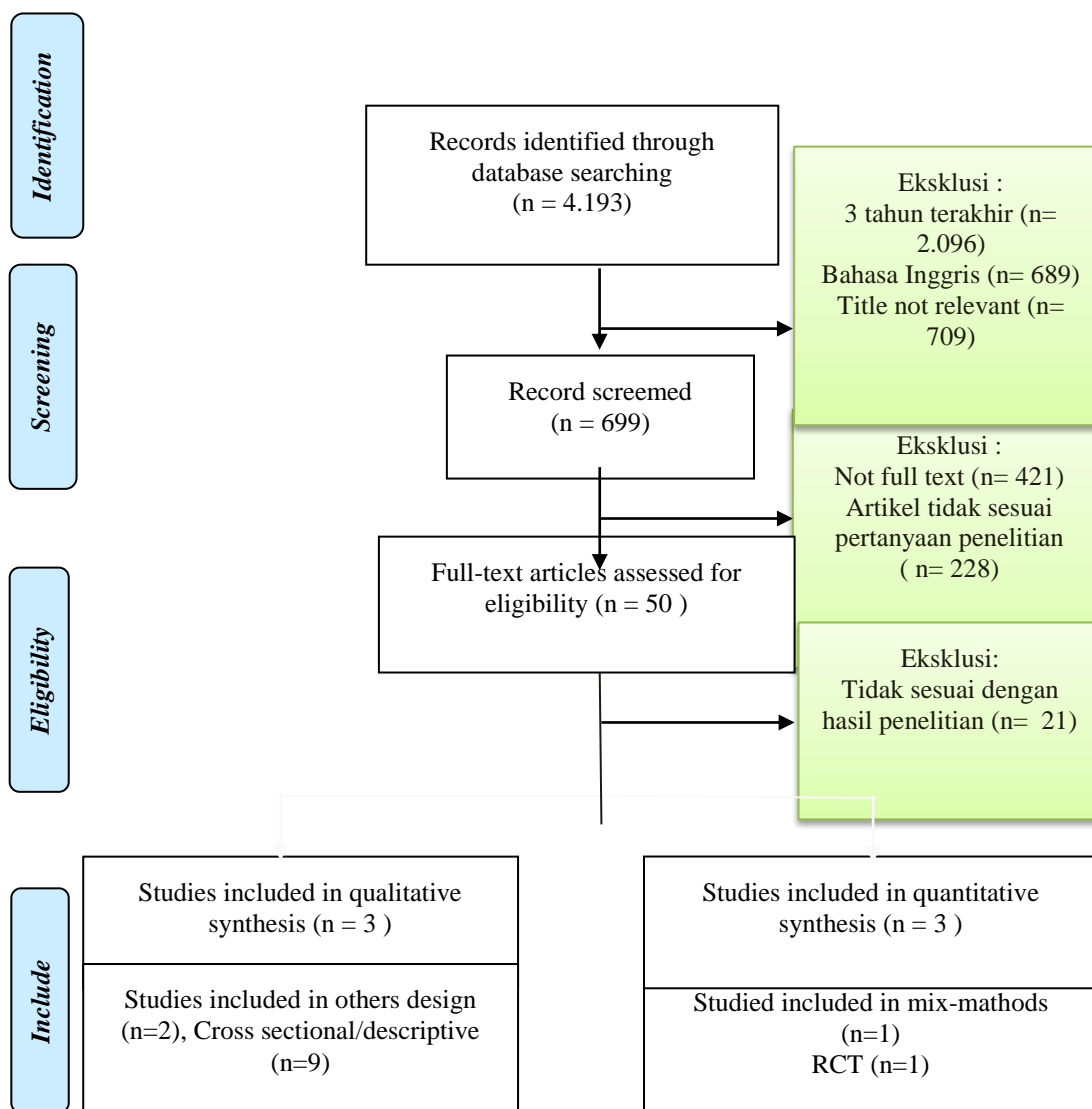 Identification
Records identified through
database searching
(n = 4.193)
Eksklusi :
3 tahun terakhir (n=
2.096)
Bahasa Inggris (n= 689)
Title not relevant (n=
709)
Screening
Record screemed
(n = 699)
Eksklusi :
Not full text (n= 421)
Artikel tidak sesuai
pertanyaan penelitian
( n= 228)
Eligibility
Full-text articles assessed for
eligibility (n = 50 )
Eksklusi:
Tidak sesuai dengan
hasil penelitian (n=  21)
Include
Studies included in qualitative
synthesis (n = 3 )
Studies included in quantitative
synthesis (n = 3 )
Studies included in others design
(n=2), Cross sectional/descriptive
(n=9)
Studied included in mix-mathods
(n=1)
RCT (n=1)